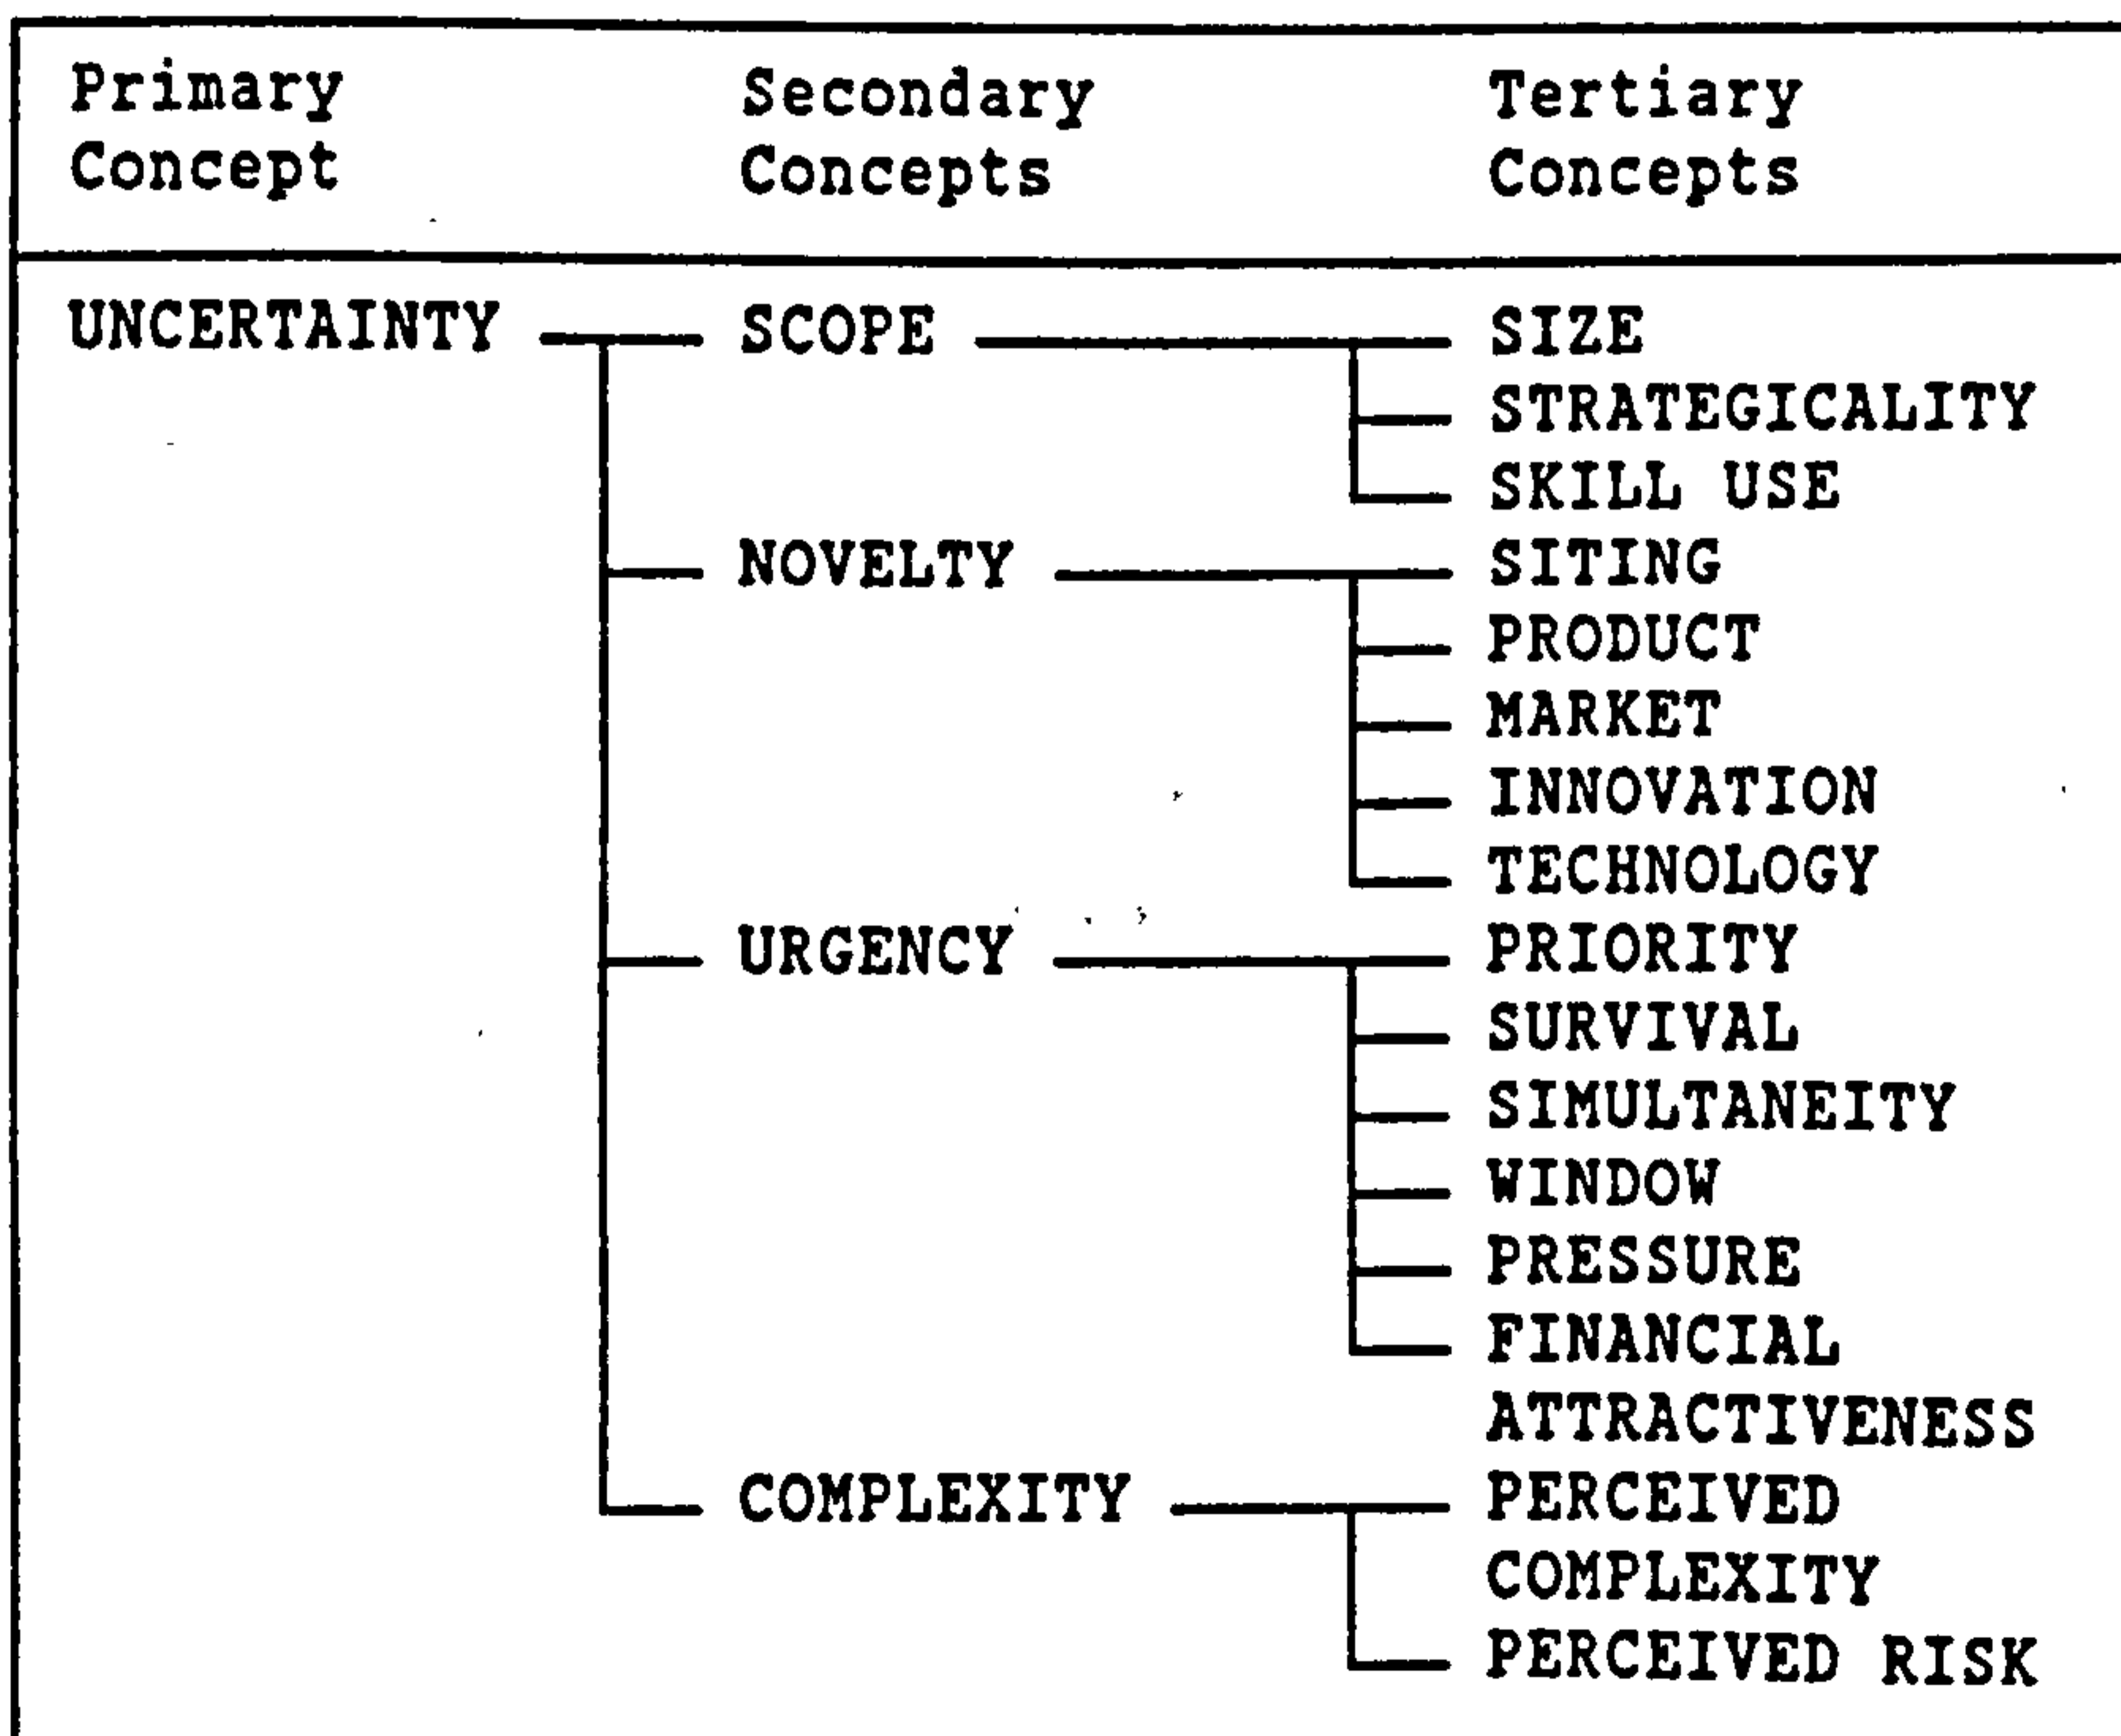 Primary Secondary Tertiary
Concept Concepts Concepts
UNCERTAINTY SCOPE SIZE
STRATEGICALITY
SKILL USE
NOVELTY SITING
PRODUCT
MARKET
INNOVATION
TECHNOLOGY
URGENCY PRIORITY
SURVIVAL
SIMULTANEITY
WINDOW
PRESSURE
FINANCIAL
ATTRACTIVENESS
COMPLEXITY PERCEIVED
COMPLEXITY
PERCEIVED RISK